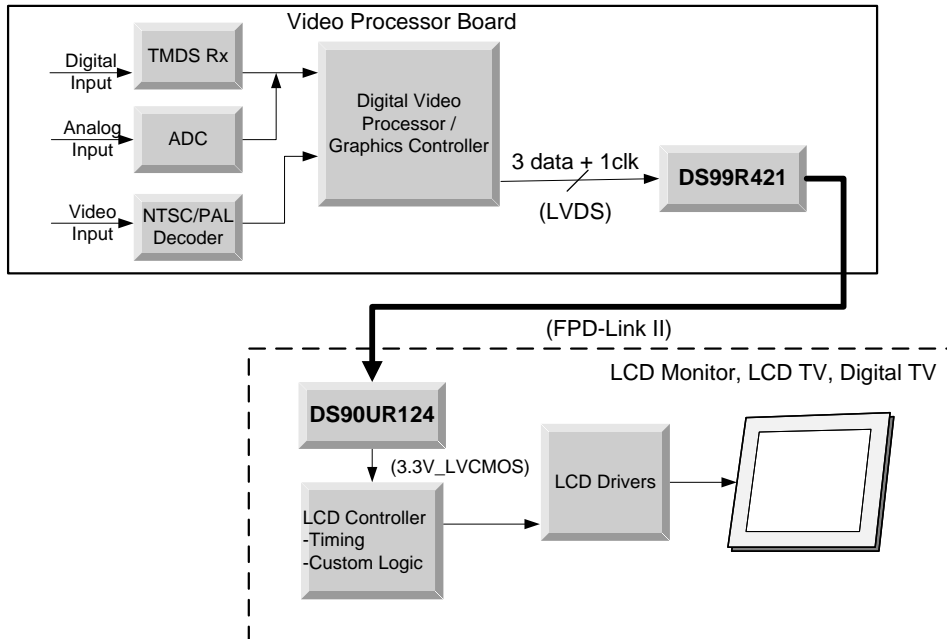 Video Processor Board
Digital
Input
TMDS Rx
Analog
Input
ADC
Video
Input
NTSC/PAL
Decoder
Digital Video
Processor /
Graphics Controller
3 data + 1clk
(LVDS)
DS99R421
(FPD-Link II)
LCD Monitor, LCD TV, Digital TV
DS90UR124
(3.3V_LVCMOS)
LCD Controller
-Timing
-Custom Logic
LCD Drivers